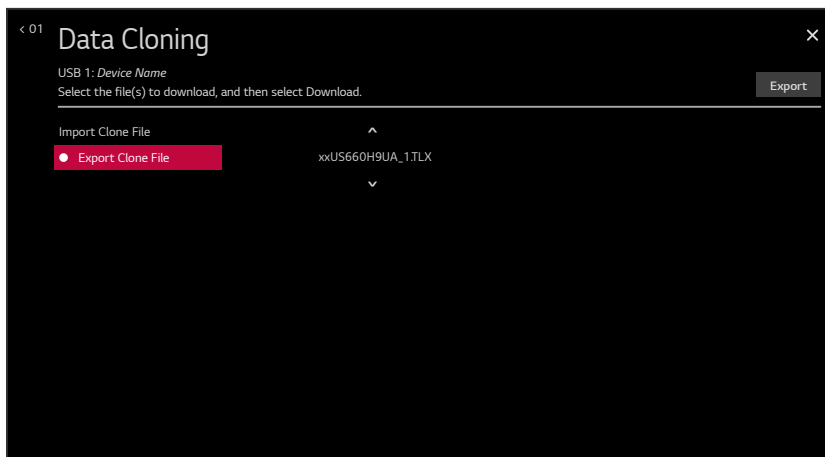 < 01
Data Cloning
USB 1: Device Name
Select the file(s) to download, and then select Download.
Export
Import Clone File
Export Clone File
xxUS660H9UA_1.TLX